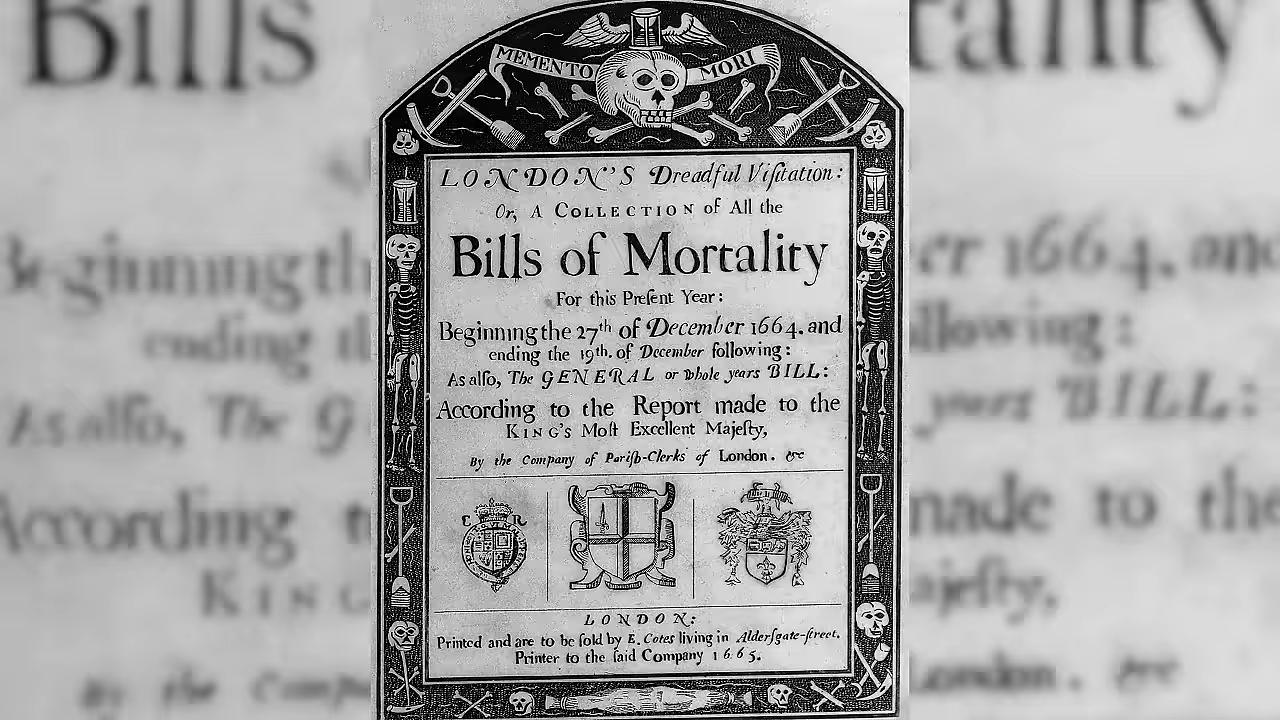 MEMENTO MORI
LONDON'S Dreadful Viſitation:
Or, A COLLECTION of All the
Bills of Mortality
For this Preſent Year:
Beginning the 27th of December 1664. and
ending the 19th. of December following:
As alſo, The GENERAL or whole years BILL:
According to the Report made to the
KING'S Moſt Excellent Majeſty,
By the Company of Pariſh-Clerks of London. &c
C R
LONDON:
Printed and are to be ſold by E. Cotes living in Alderſgate-ſtreet,
Printer to the ſaid Company 1665.